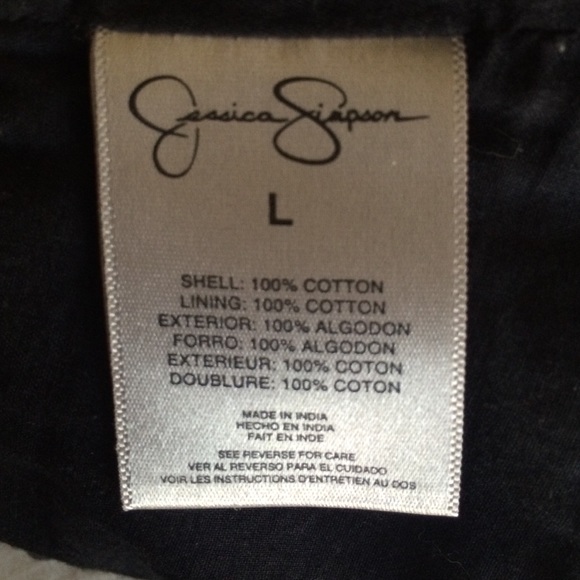 Jessica Simpson
L
SHELL: 100% COTTON
LINING: 100% COTTON
EXTERIOR: 100% ALGODON
FORRO: 100% ALGODON
EXTERIEUR: 100% COTON
DOUBLURE: 100% COTON
MADE IN INDIA
HECHO EN INDIA
FAIT EN INDE
SEE REVERSE FOR CARE
VER AL REVERSO PARA EL CUIDADO
VOIR LES INSTRUCTIONS D'ENTRETIEN AU DOS